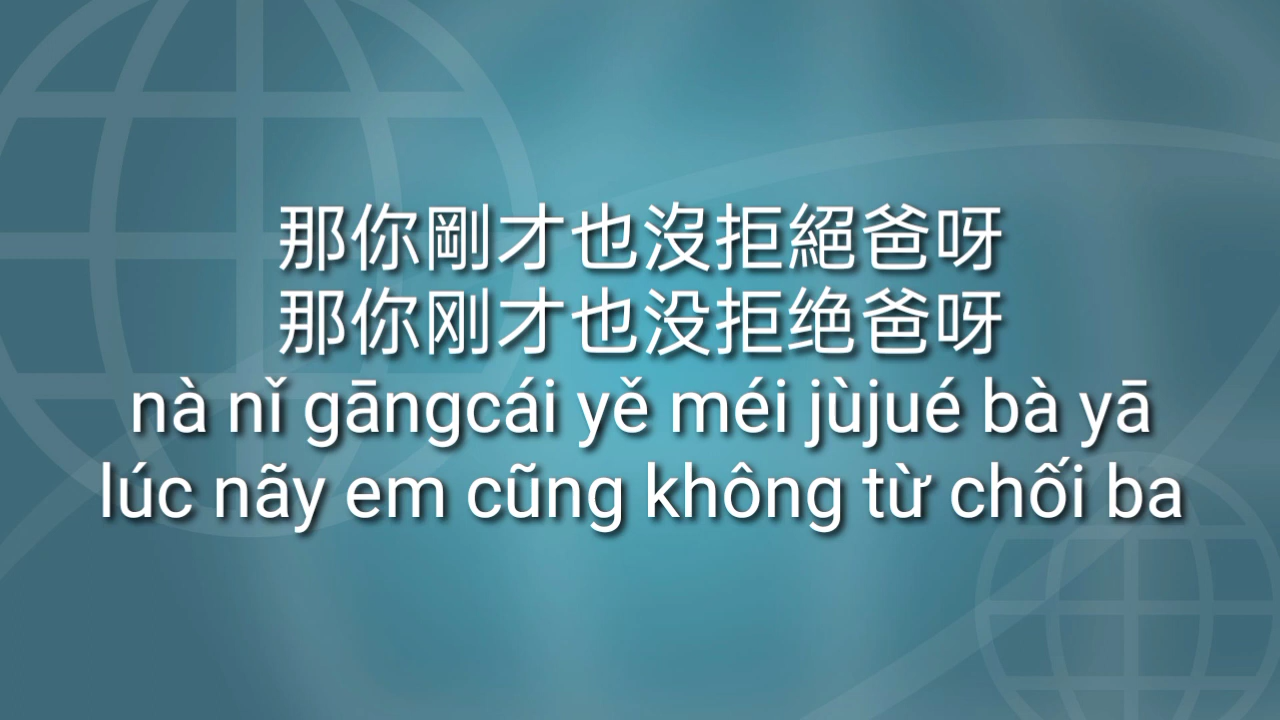 那你剛才也沒拒絕爸呀
那你刚才也没拒绝爸呀
nà nǐ gāngcái yě méi jùjué bà yā
lúc nãy em cũng không từ chối ba